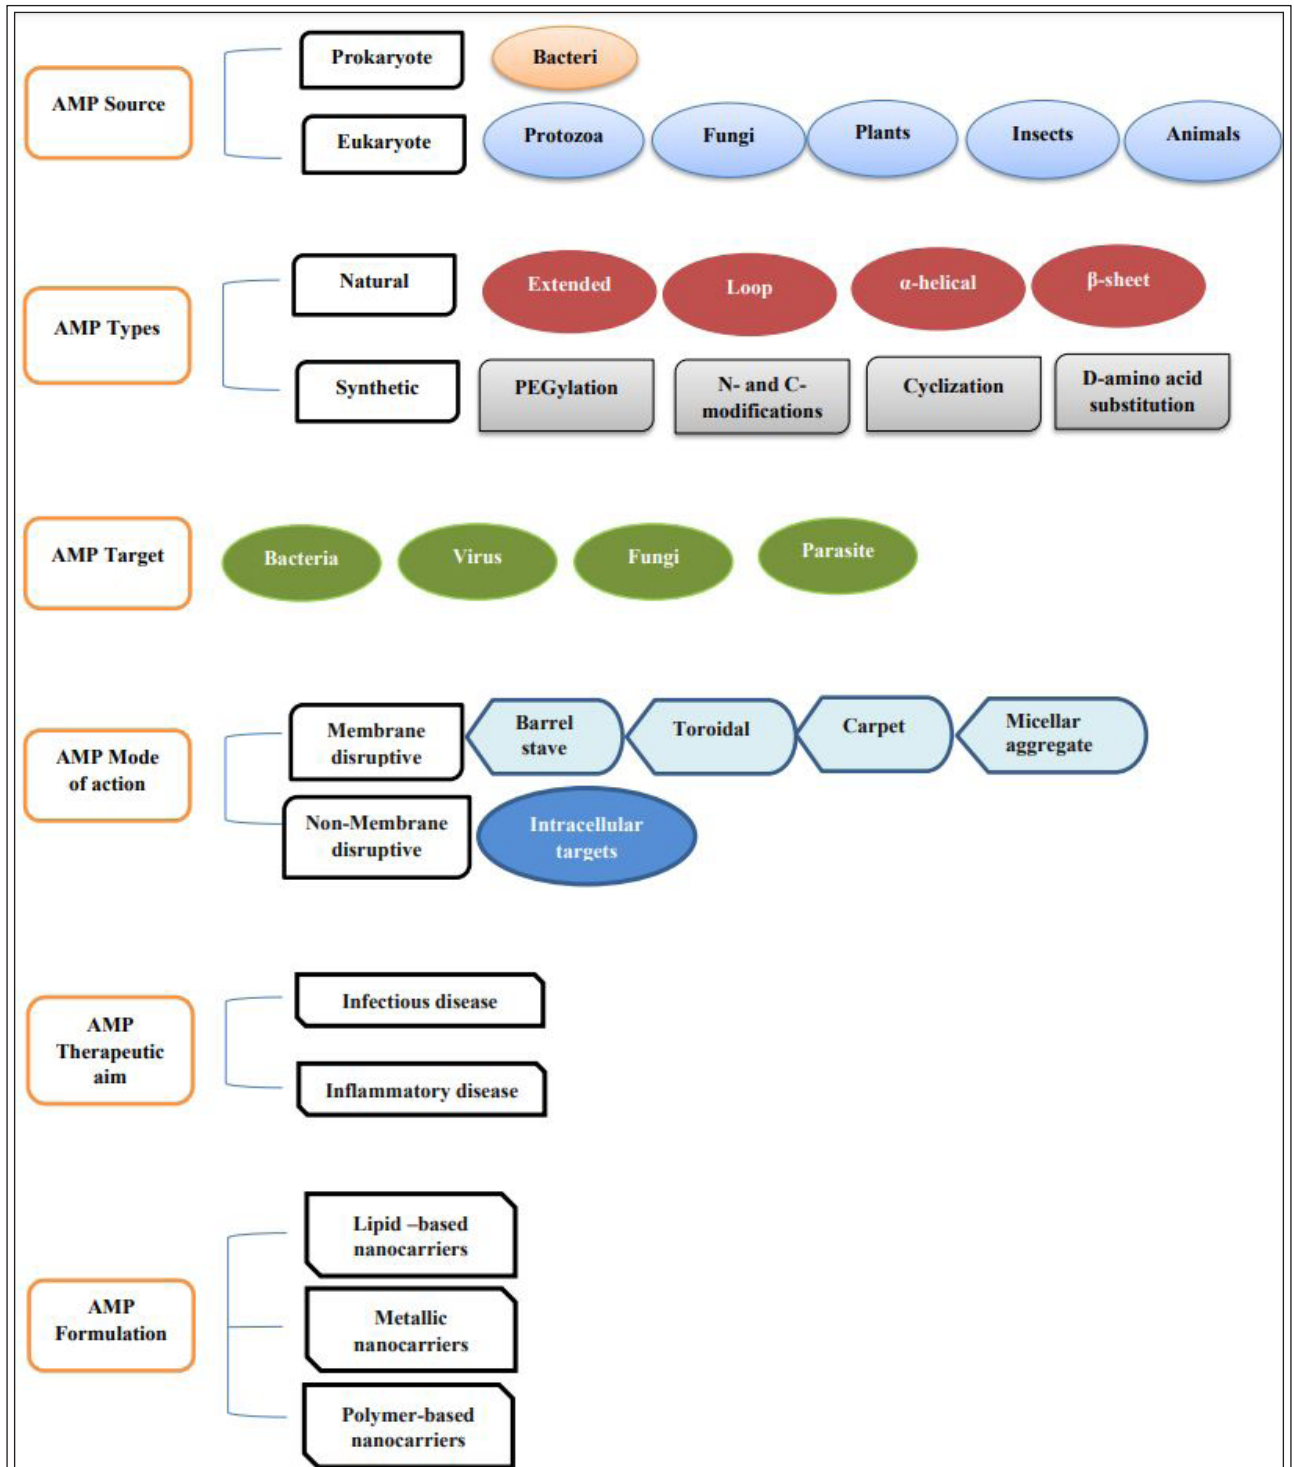 AMP Source
Prokaryote
Bacteri
Eukaryote
Protozoa
Fungi
Plants
Insects
Animals
AMP Types
Natural
Extended
Loop
α-helical
β-sheet
Synthetic
PEGylation
N- and C-
modifications
Cyclization
D-amino acid
substitution
AMP Target
Bacteria
Virus
Fungi
Parasite
AMP Mode
of action
Membrane
disruptive
Barrel
stave
Toroidal
Carpet
Micellar
aggregate
Non-Membrane
disruptive
Intracellular
targets
AMP
Therapeutic
aim
Infectious disease
Inflammatory disease
AMP
Formulation
Lipid –based
nanocarriers
Metallic
nanocarriers
Polymer-based
nanocarriers